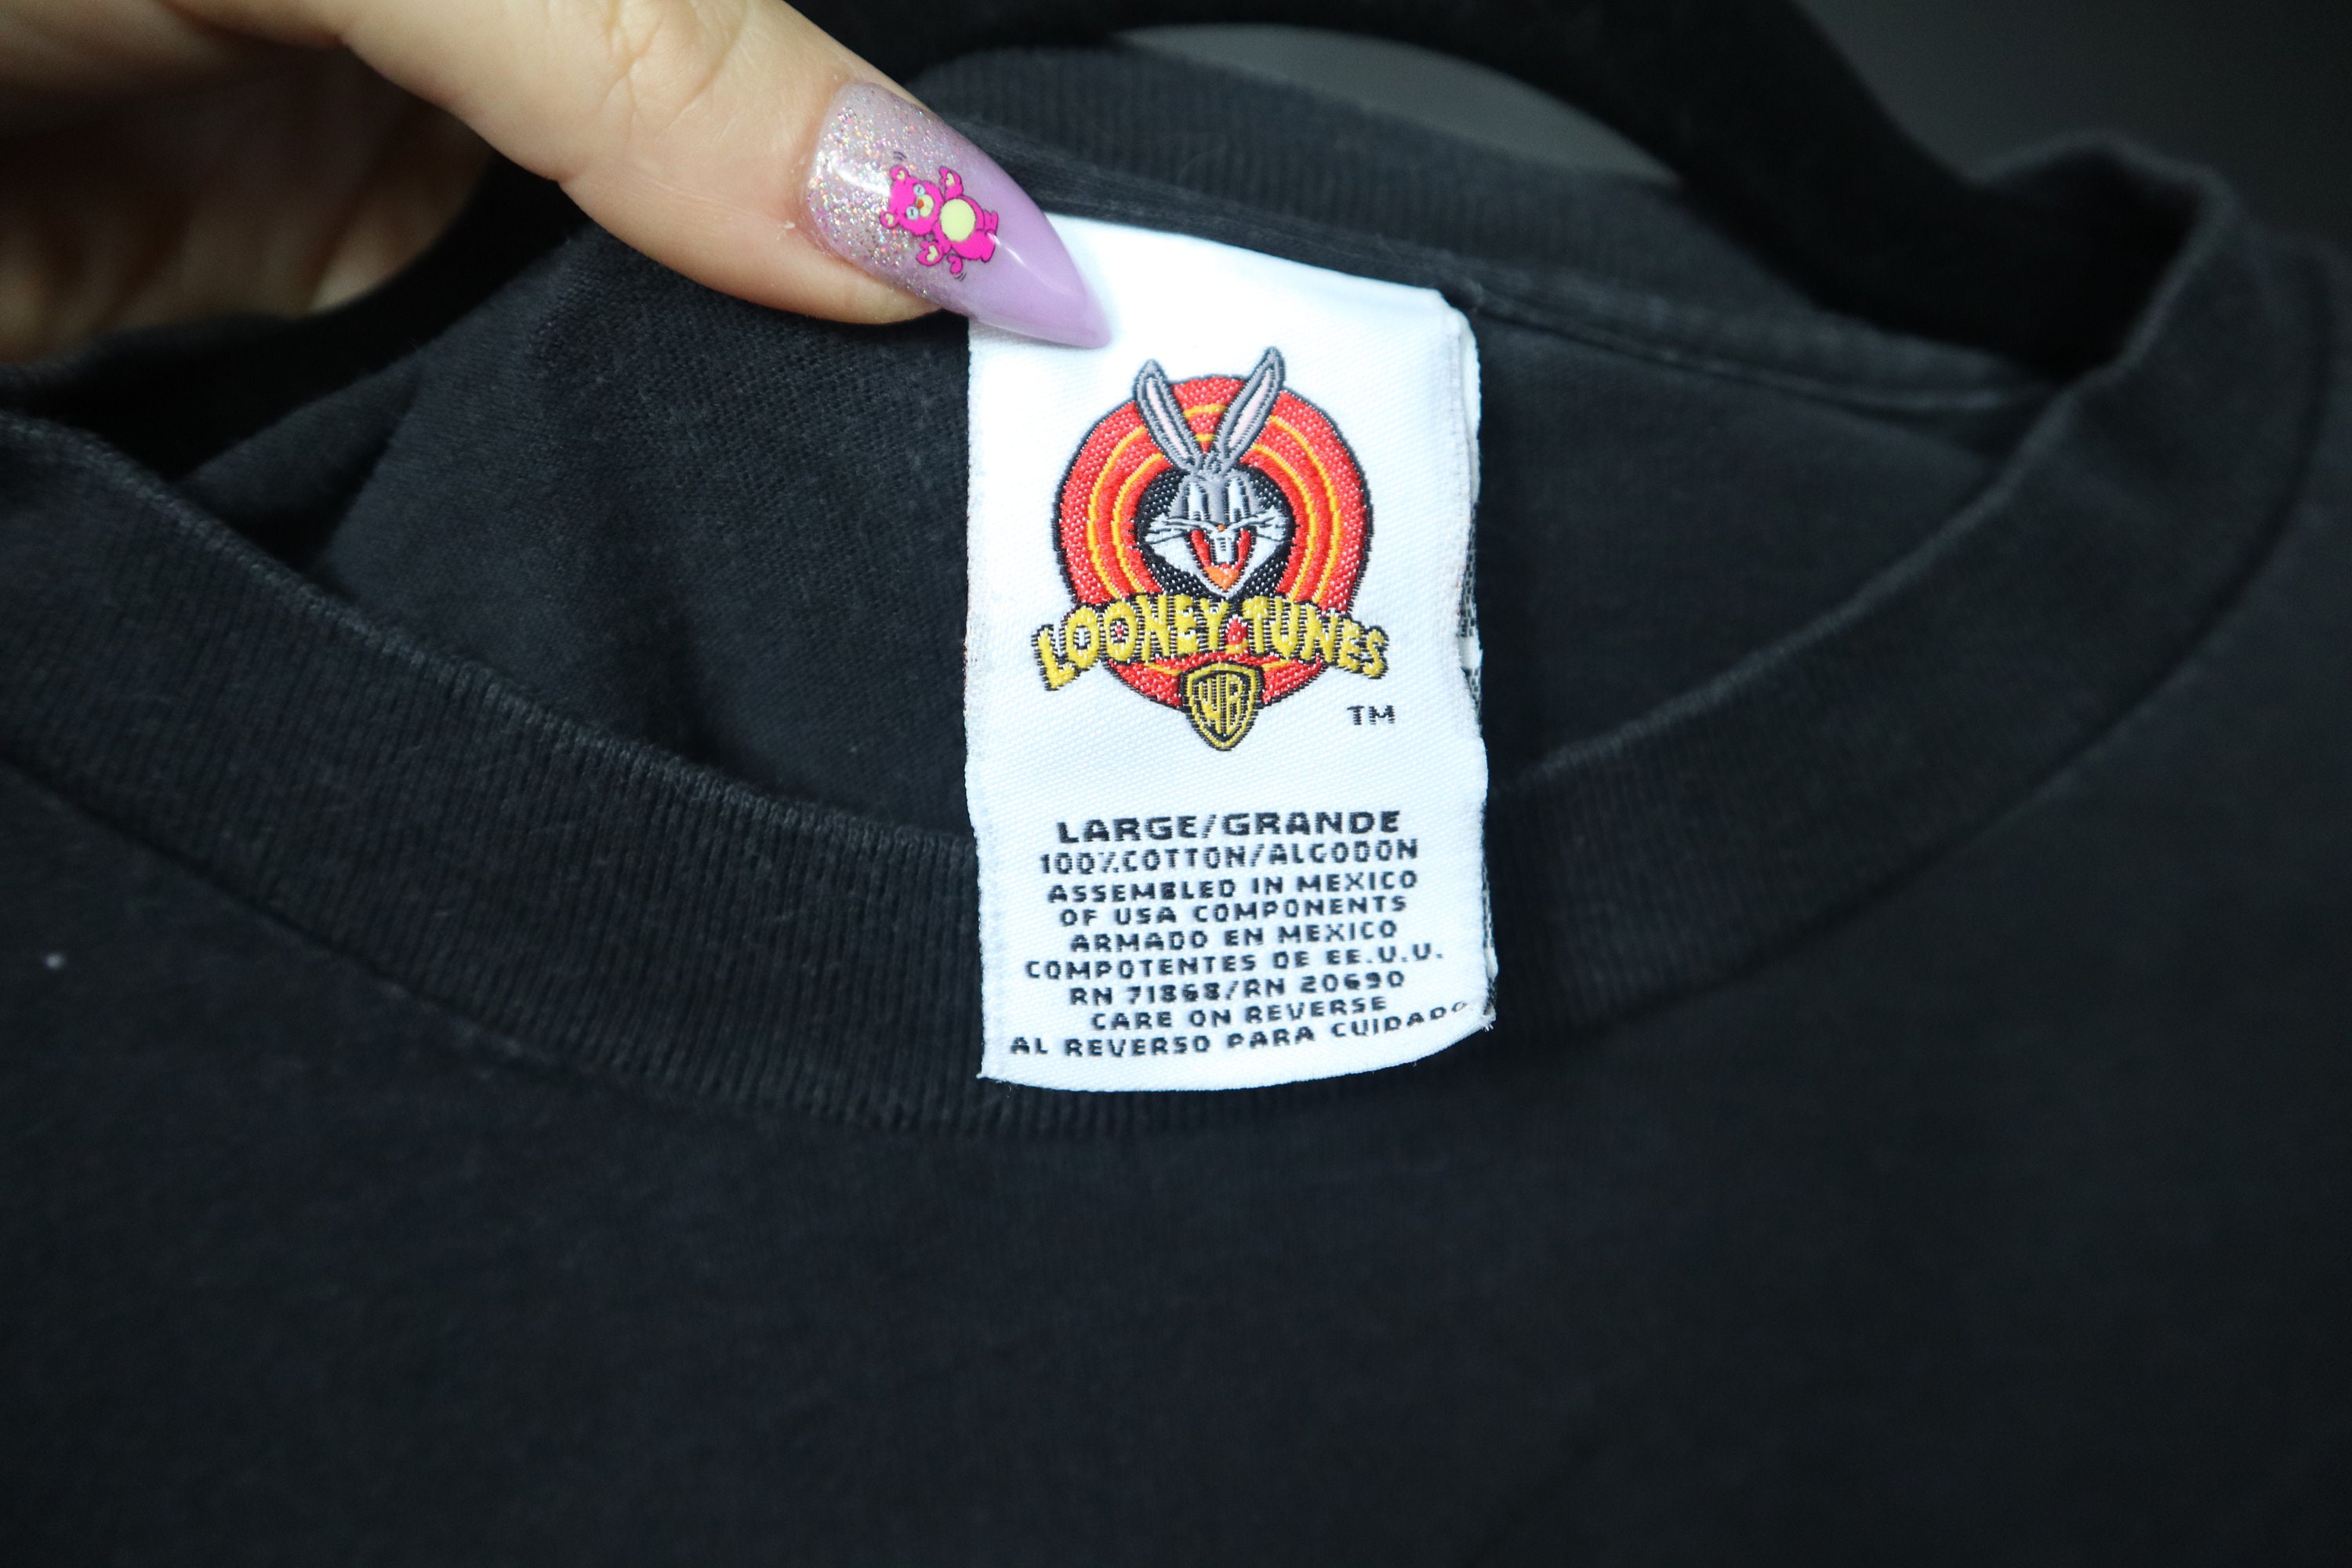 LOONEY TUNES
WB
TM
LARGE/GRANDE
100%COTTON/ALGODON
ASSEMBLED IN MEXICO
OF USA COMPONENTS
ARMADO EN MEXICO
COMPOTENTES DE EE.U.U.
RN 71868/RN 20690
CARE ON REVERSE
AL REVERSO PARA CUIDADO